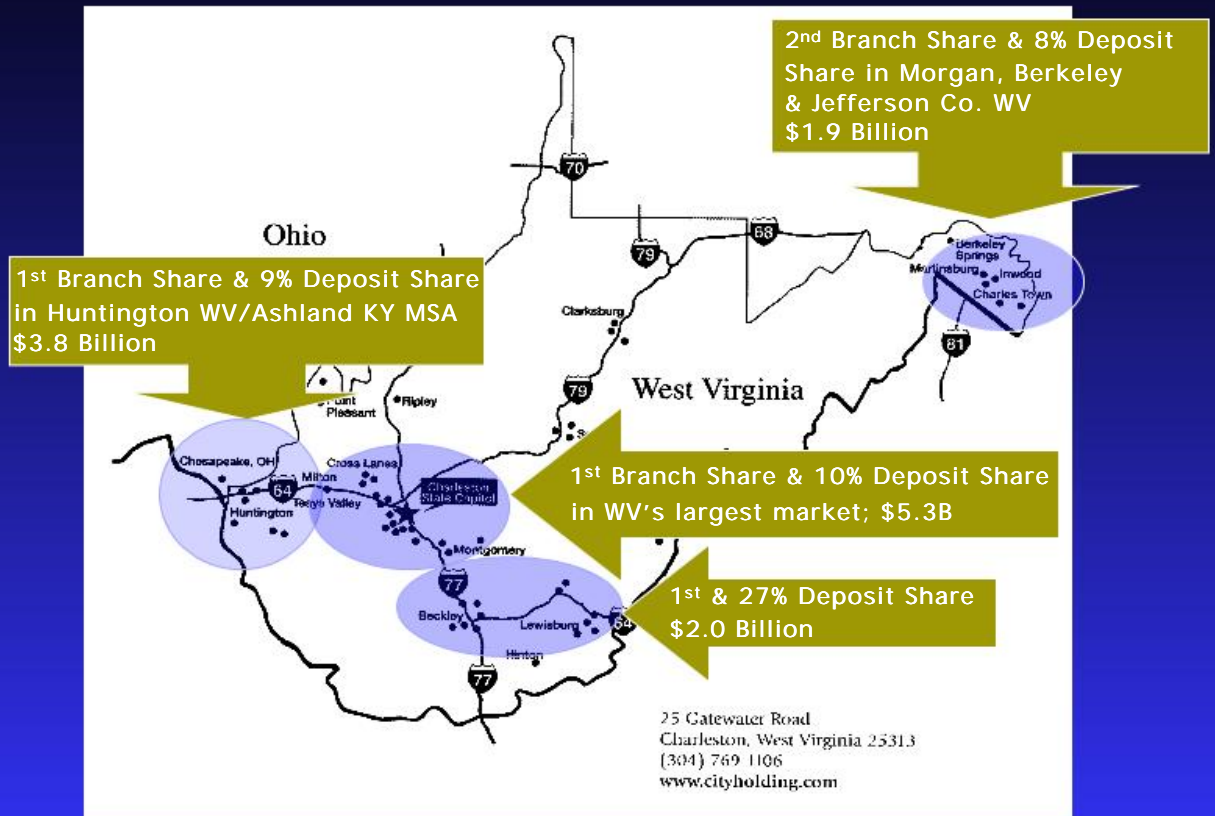 2nd Branch Share & 8% Deposit
Share in Morgan, Berkeley
& Jefferson Co. WV
$1.9 Billion
70
Ohio
68
79
Berkeley
Springs
Martinsburg
Inwood
Charles Town
1st Branch Share & 9% Deposit Share
in Huntington WV/Ashland KY MSA
$3.8 Billion
Clarksburg
81
79
West Virginia
Pleasant
Ripley
Chesapeake, OH
Cross Lanes
Milton
64
Teays Valley
Charleston
State Capitol
Huntington
1st Branch Share & 10% Deposit Share
in WV's largest market; $5.3B
Montgomery
77
1st & 27% Deposit Share
$2.0 Billion
Beckley
Lewisburg
64
Hinton
77
25 Gatewater Road
Charleston, West Virginia 25313
(304) 769 1106
www.cityholding.com